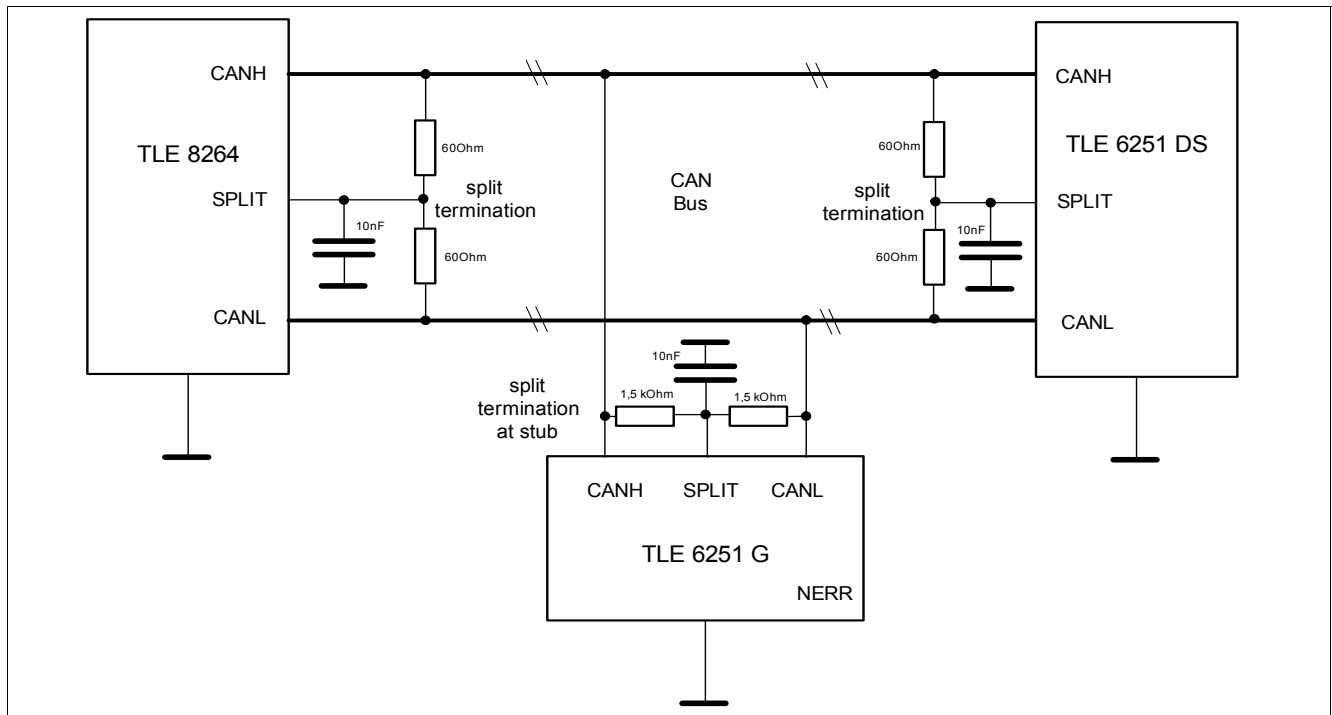 CANH
TLE 8264
SPLIT
CANL
60Ohm
split
termination
10nF
60Ohm
CAN
Bus
60Ohm
split
termination
10nF
60Ohm
CANH
TLE 6251 DS
SPLIT
CANL
10nF
split
termination
at stub
1,5 kOhm
1,5 kOhm
CANH SPLIT CANL
TLE 6251 G
NERR